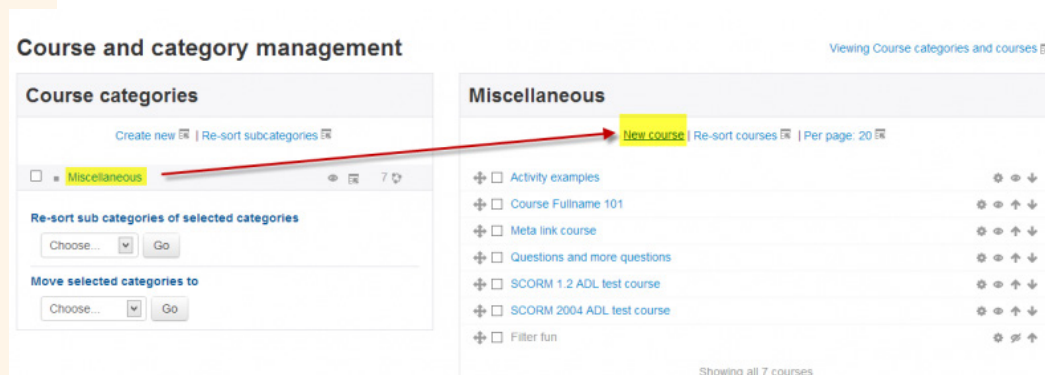 Course and category management
Viewing Course categories and courses
Course categories
Create new | Re-sort subcategories
Miscellaneous 7
Re-sort sub categories of selected categories
Choose... Go
Move selected categories to
Choose... Go
Miscellaneous
New course | Re-sort courses | Per page: 20
Activity examples
Course Fullname 101
Meta link course
Questions and more questions
SCORM 1.2 ADL test course
SCORM 2004 ADL test course
Filter fun
Showing all 7 courses